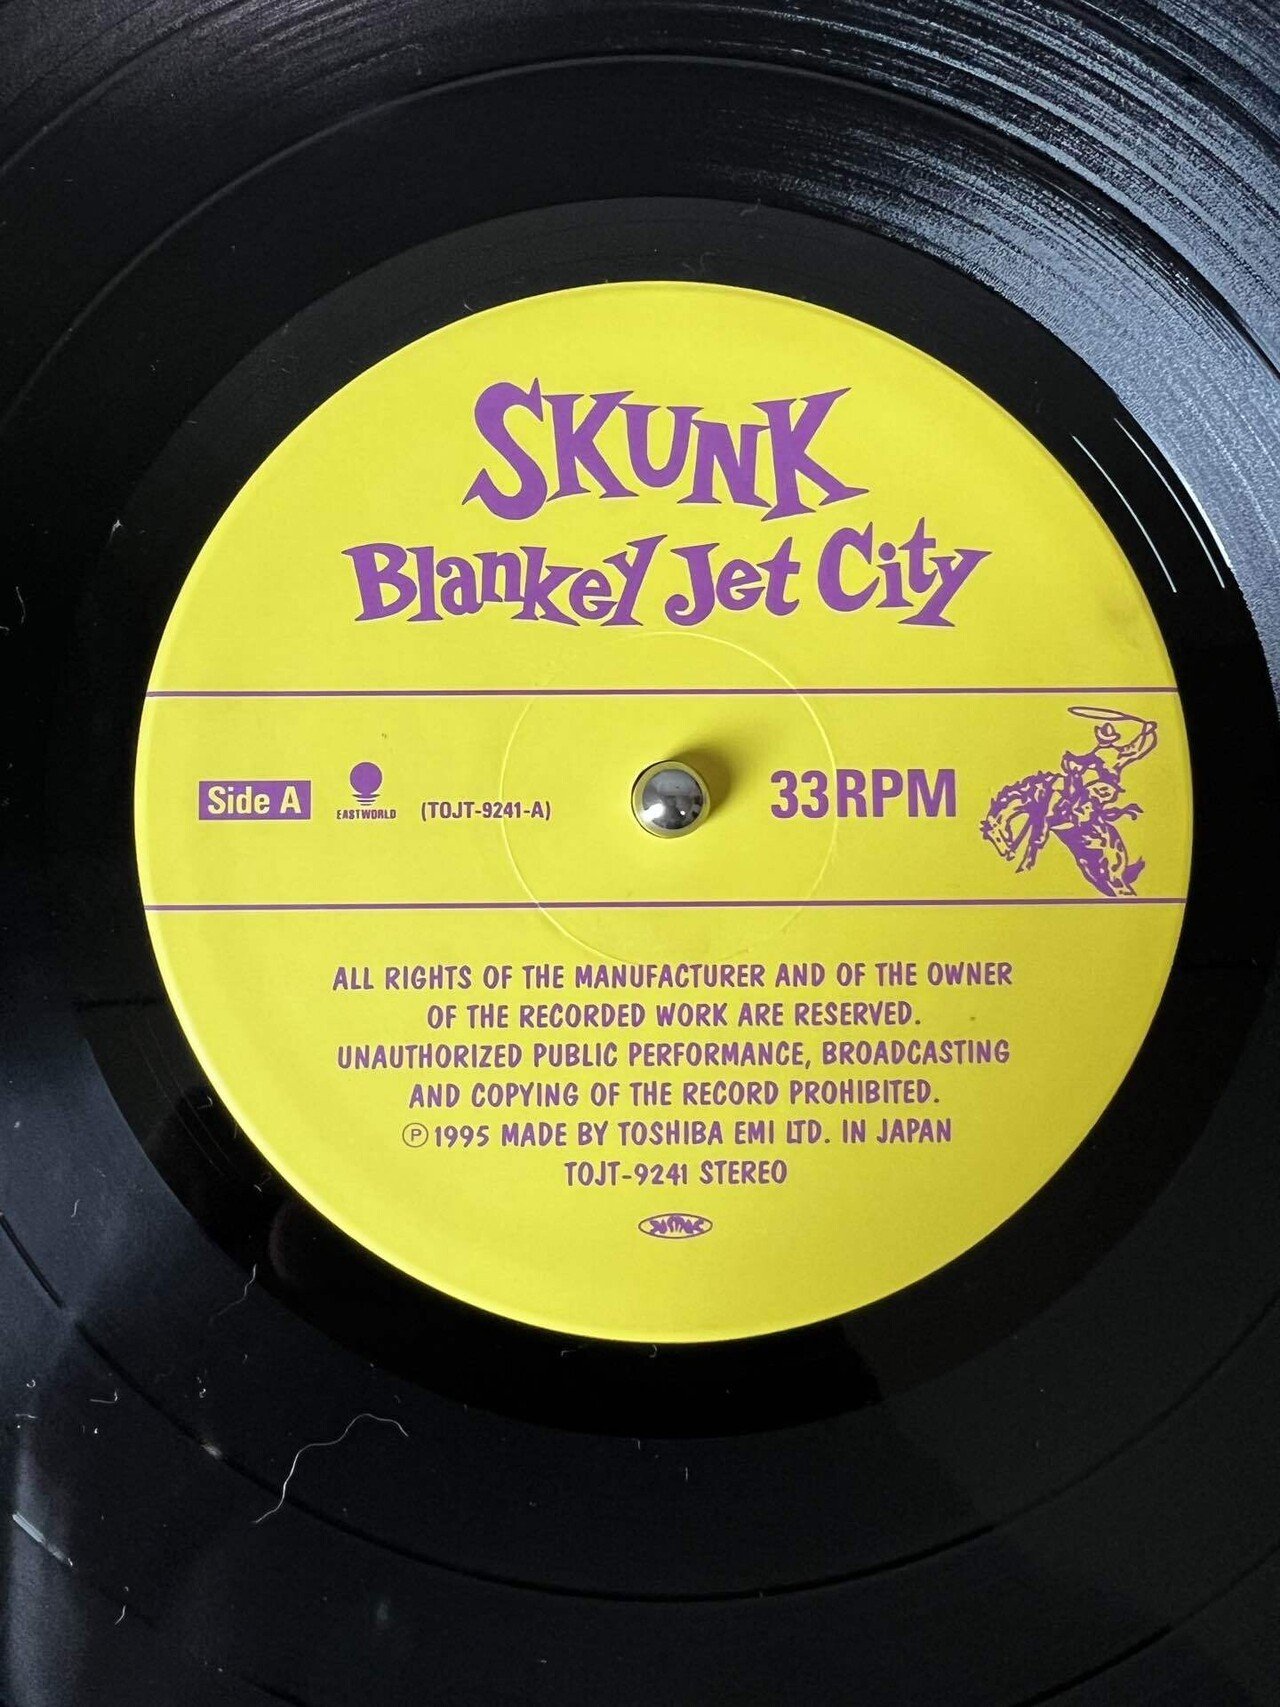 SKUNK
Blankey Jet City
Side A
EASTWORLD
(TOJT-9241-A)
33RPM
ALL RIGHTS OF THE MANUFACTURER AND OF THE OWNER
OF THE RECORDED WORK ARE RESERVED.
UNAUTHORIZED PUBLIC PERFORMANCE, BROADCASTING
AND COPYING OF THE RECORD PROHIBITED.
℗1995 MADE BY TOSHIBA EMI LTD. IN JAPAN
TOJT-9241 STEREO